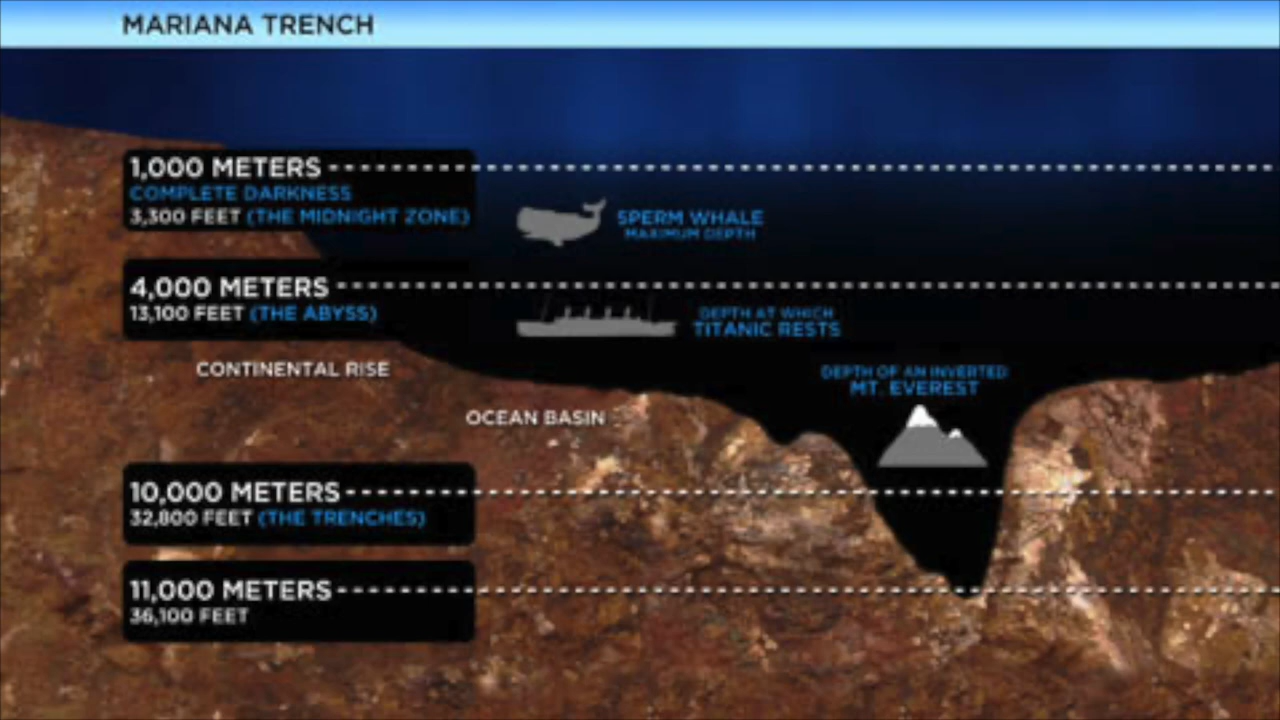 MARIANA TRENCH
1,000 METERS
COMPLETE DARKNESS
3,300 FEET (THE MIDNIGHT ZONE)
SPERM WHALE
MAXIMUM DEPTH
4,000 METERS
13,100 FEET (THE ABYSS)
DEPTH AT WHICH
TITANIC RESTS
CONTINENTAL RISE
DEPTH OF AN INVERTED
MT. EVEREST
OCEAN BASIN
10,000 METERS
32,800 FEET (THE TRENCHES)
11,000 METERS
36,100 FEET